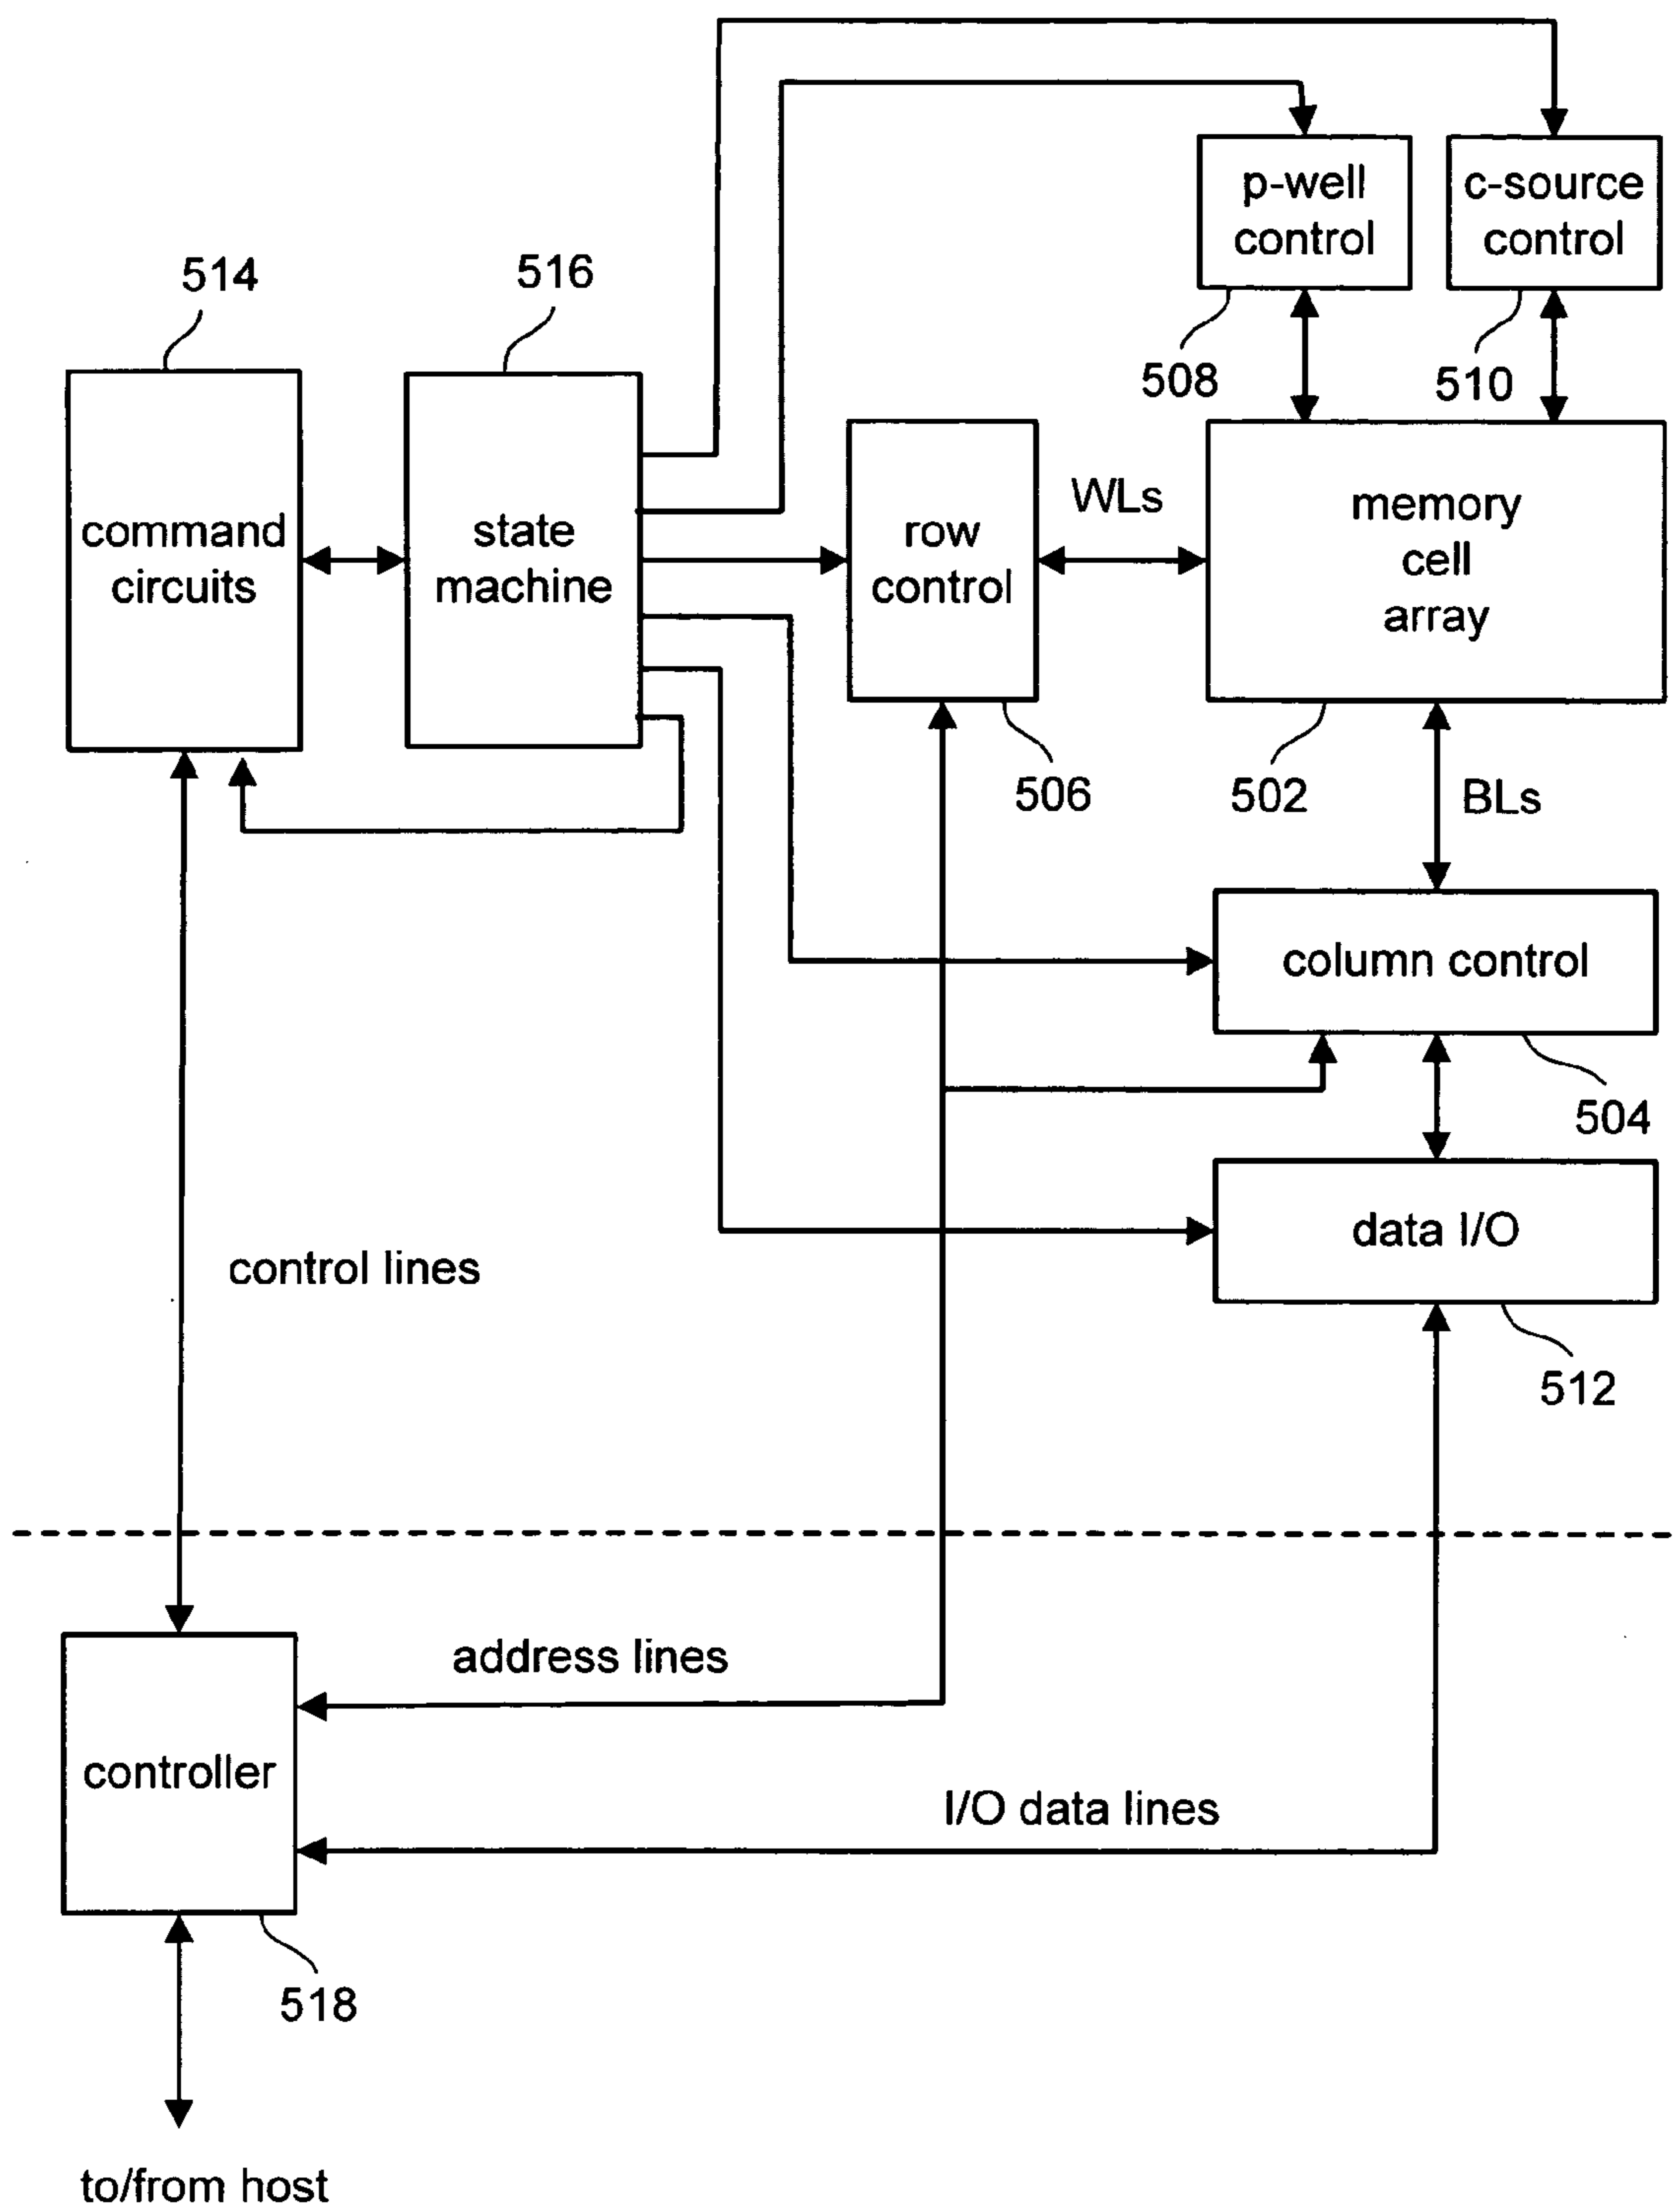 p-well
control
c-source
control
514
516
508
510
command
circuits
state
machine
row
control
WLs
memory
cell
array
506
502
BLs
column control
504
data I/O
control lines
512
address lines
controller
I/O data lines
518
to/from host